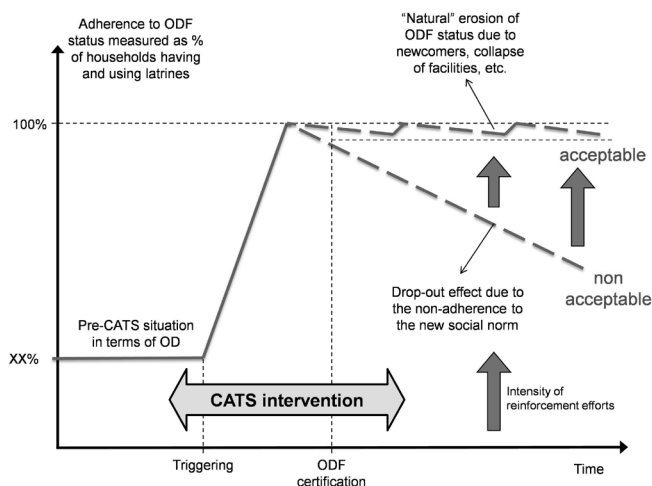 Adherence to ODF
status measured as %
of households having
and using latrines
“Natural” erosion of
ODF status due to
newcomers, collapse
of facilities, etc.
100%
acceptable
non
acceptable
Drop-out effect due to
the non-adherence to
the new social norm
Pre-CATS situation
in terms of OD
XX%
CATS intervention
Intensity of
reinforcement efforts
Triggering
ODF
certification
Time